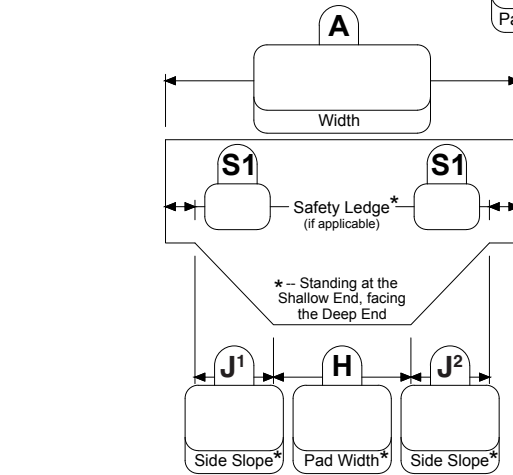 Pa
A
Width
S1 S1
Safety Ledge*
(if applicable)
* -- Standing at the
Shallow End, facing
the Deep End
J¹ H J²
Side Slope* Pad Width* Side Slope*